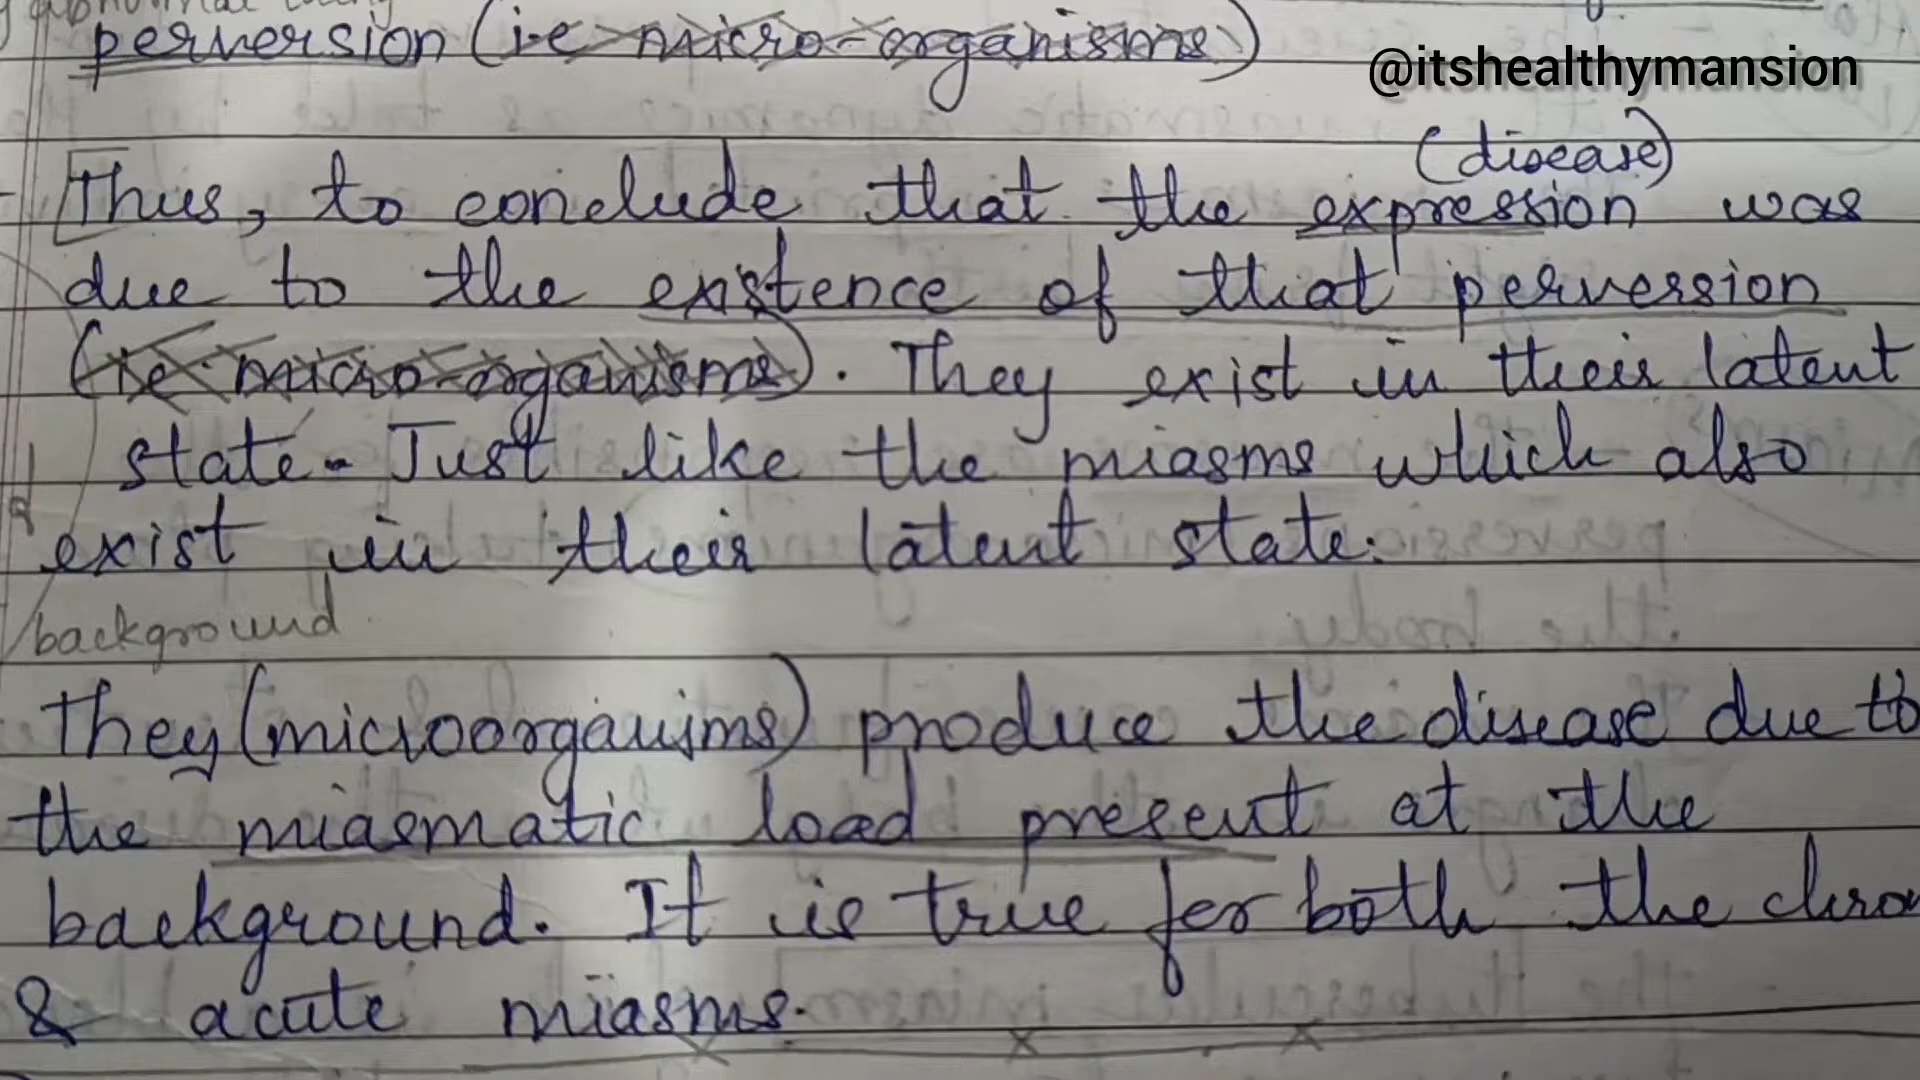 perversion (i.e micro-organisms)
@itshealthymansion
(disease)
Thus, to conclude that the expression was
due to the existence of that perversion
(ie micro-organisms). They exist in their latent
state. Just like the miasms which also
exist in their latent state.
background
They (microorganisms) produce the disease due to
the miasmatic load present at the
background. It is true for both the chro
& acute miasms.